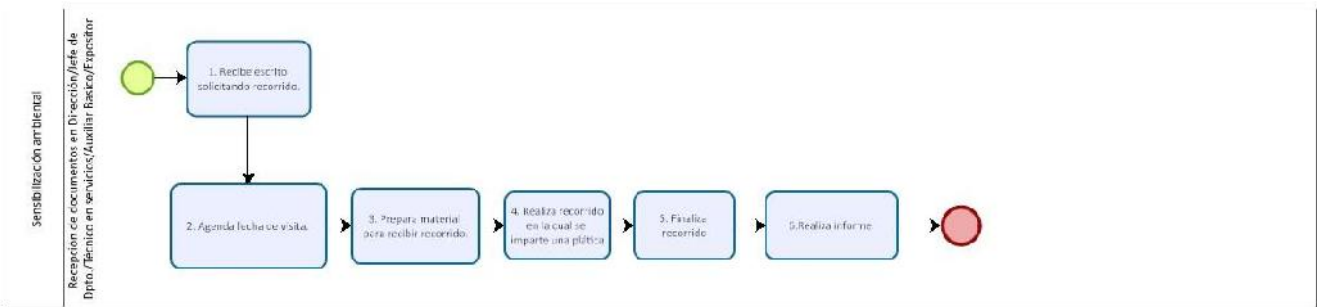 Sensibilización ambiental
Recepción de documentos en Dirección/Jefe de
Dpto./Técnico en servicios/Auxiliar Basico/Expositor
1. Recibe escrito
solicitando recorrido.
2. Agenda fecha de visita.
3. Prepara material
para recibir recorrido.
4. Realiza recorrido
en la cual se
imparte una plática
5. Finaliza
recorrido
6.Realiza informe